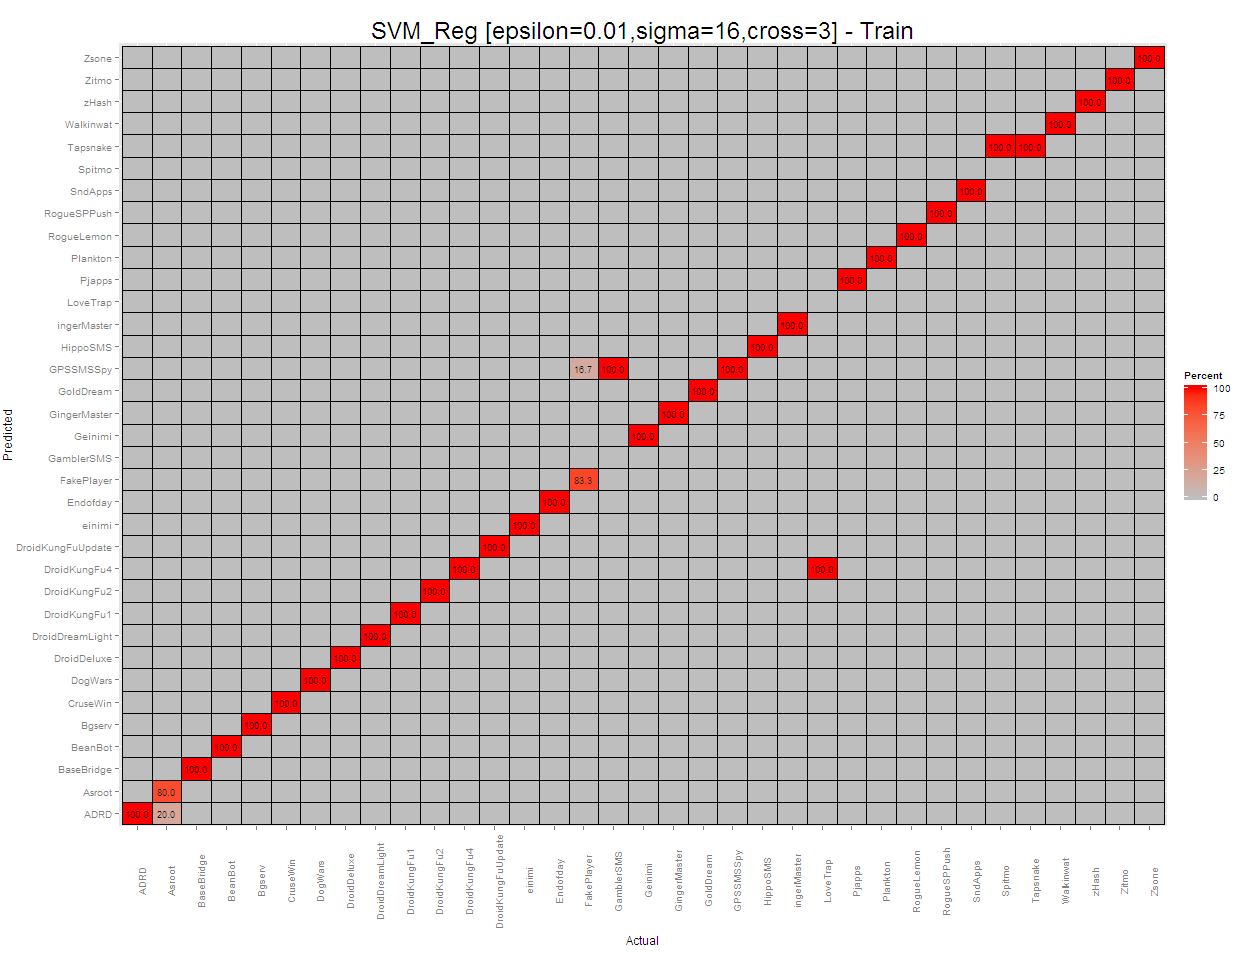 SVM_Reg [epsilon=0.01,sigma=16,cross=3] - Train
Zsone 100.0
Zitmo 100.0
zHash 100.0
Walkinwat 100.0
Tapsnake 100.0 100.0
Spitmo
SndApps 100.0
RogueSPPush 100.0
RogueLemon 100.0
Plankton 100.0
Pjapps 100.0
LoveTrap
ingerMaster 100.0
HippoSMS 100.0
GPSSMSSpy 16.7 100.0 100.0
GoldDream 100.0
GingerMaster 100.0
Geinimi 100.0
GamblerSMS
FakePlayer 83.3
Endofday 100.0
einimi 100.0
DroidKungFuUpdate 100.0
DroidKungFu4 100.0 100.0
DroidKungFu2 100.0
DroidKungFu1 100.0
DroidDreamLight 100.0
DroidDeluxe 100.0
DogWars 100.0
CruseWin 100.0
Bgserv 100.0
BeanBot 100.0
BaseBridge 100.0
Asroot 80.0
ADRD 100.0 20.0
Predicted
ADRD
Asroot
BaseBridge
BeanBot
Bgserv
CruseWin
DogWars
DroidDeluxe
DroidDreamLight
DroidKungFu1
DroidKungFu2
DroidKungFu4
DroidKungFuUpdate
einimi
Endofday
FakePlayer
GamblerSMS
Geinimi
GingerMaster
GoldDream
GPSSMSSpy
HippoSMS
ingerMaster
LoveTrap
Pjapps
Plankton
RogueLemon
RogueSPPush
SndApps
Spitmo
Tapsnake
Walkinwat
zHash
Zitmo
Zsone
Actual
Percent
100
75
50
25
0